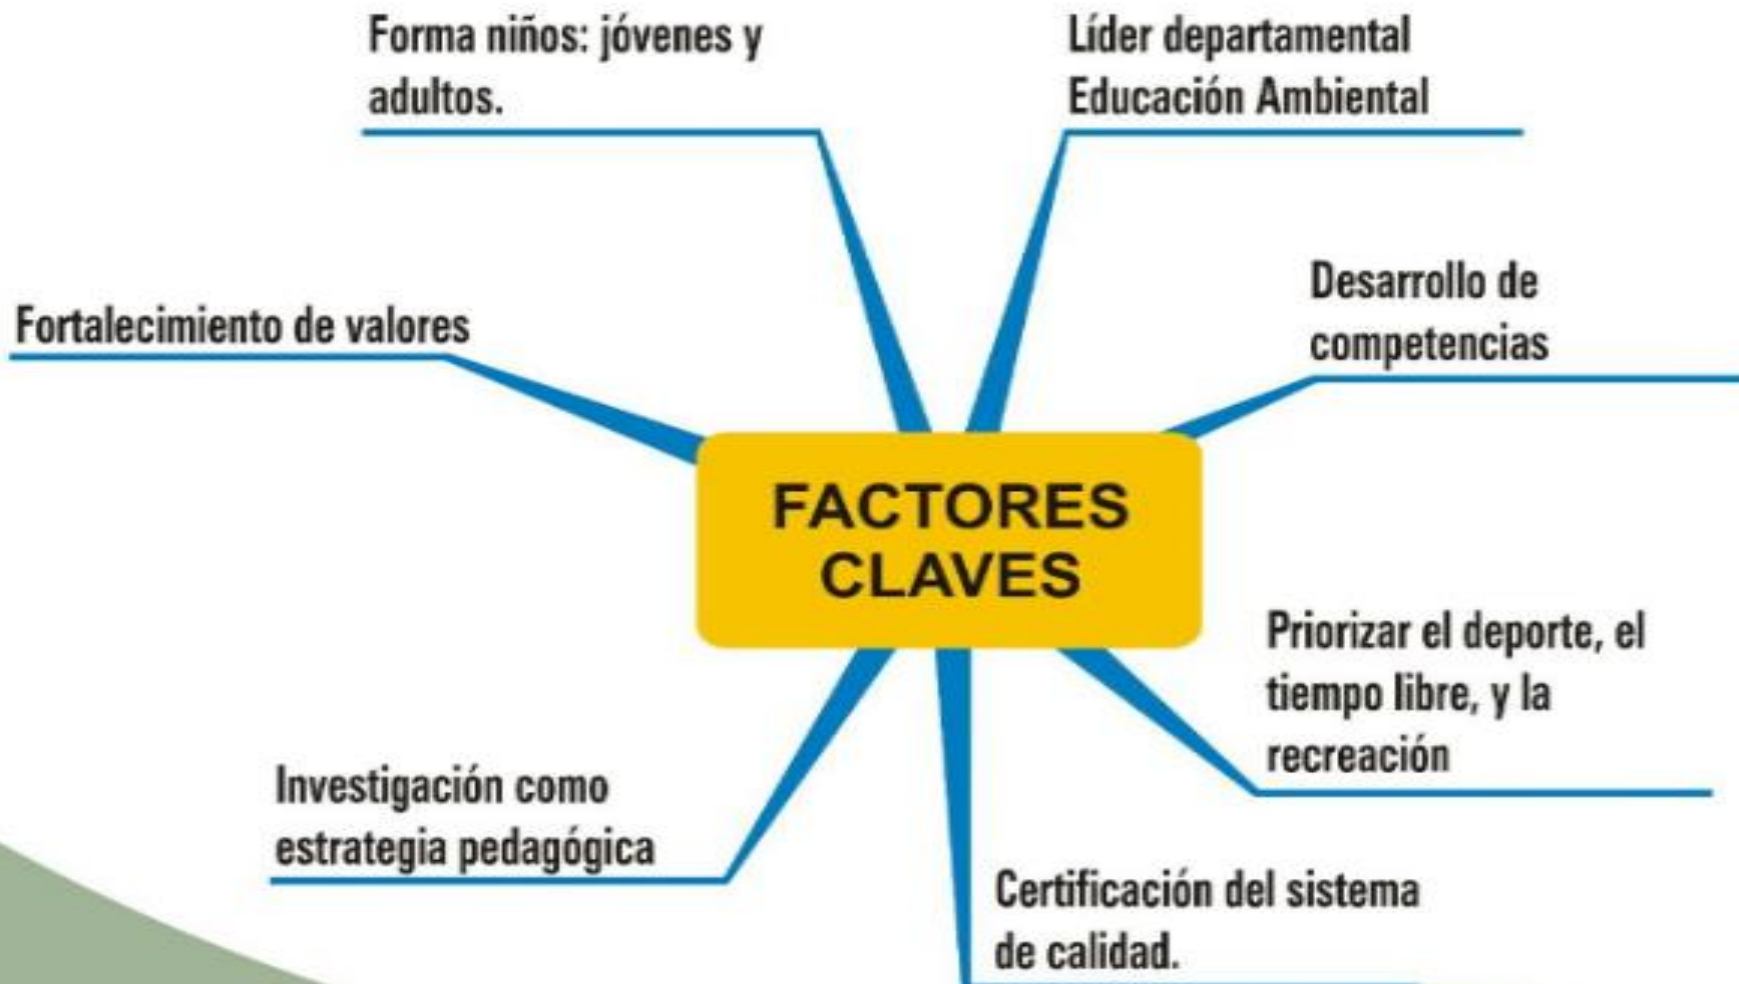 Forma niños: jóvenes y
adultos.
Líder departamental
Educación Ambiental
Fortalecimiento de valores
Desarrollo de
competencias
FACTORES
CLAVES
Priorizar el deporte, el
tiempo libre, y la
recreación
Investigación como
estrategia pedagógica
Certificación del sistema
de calidad.